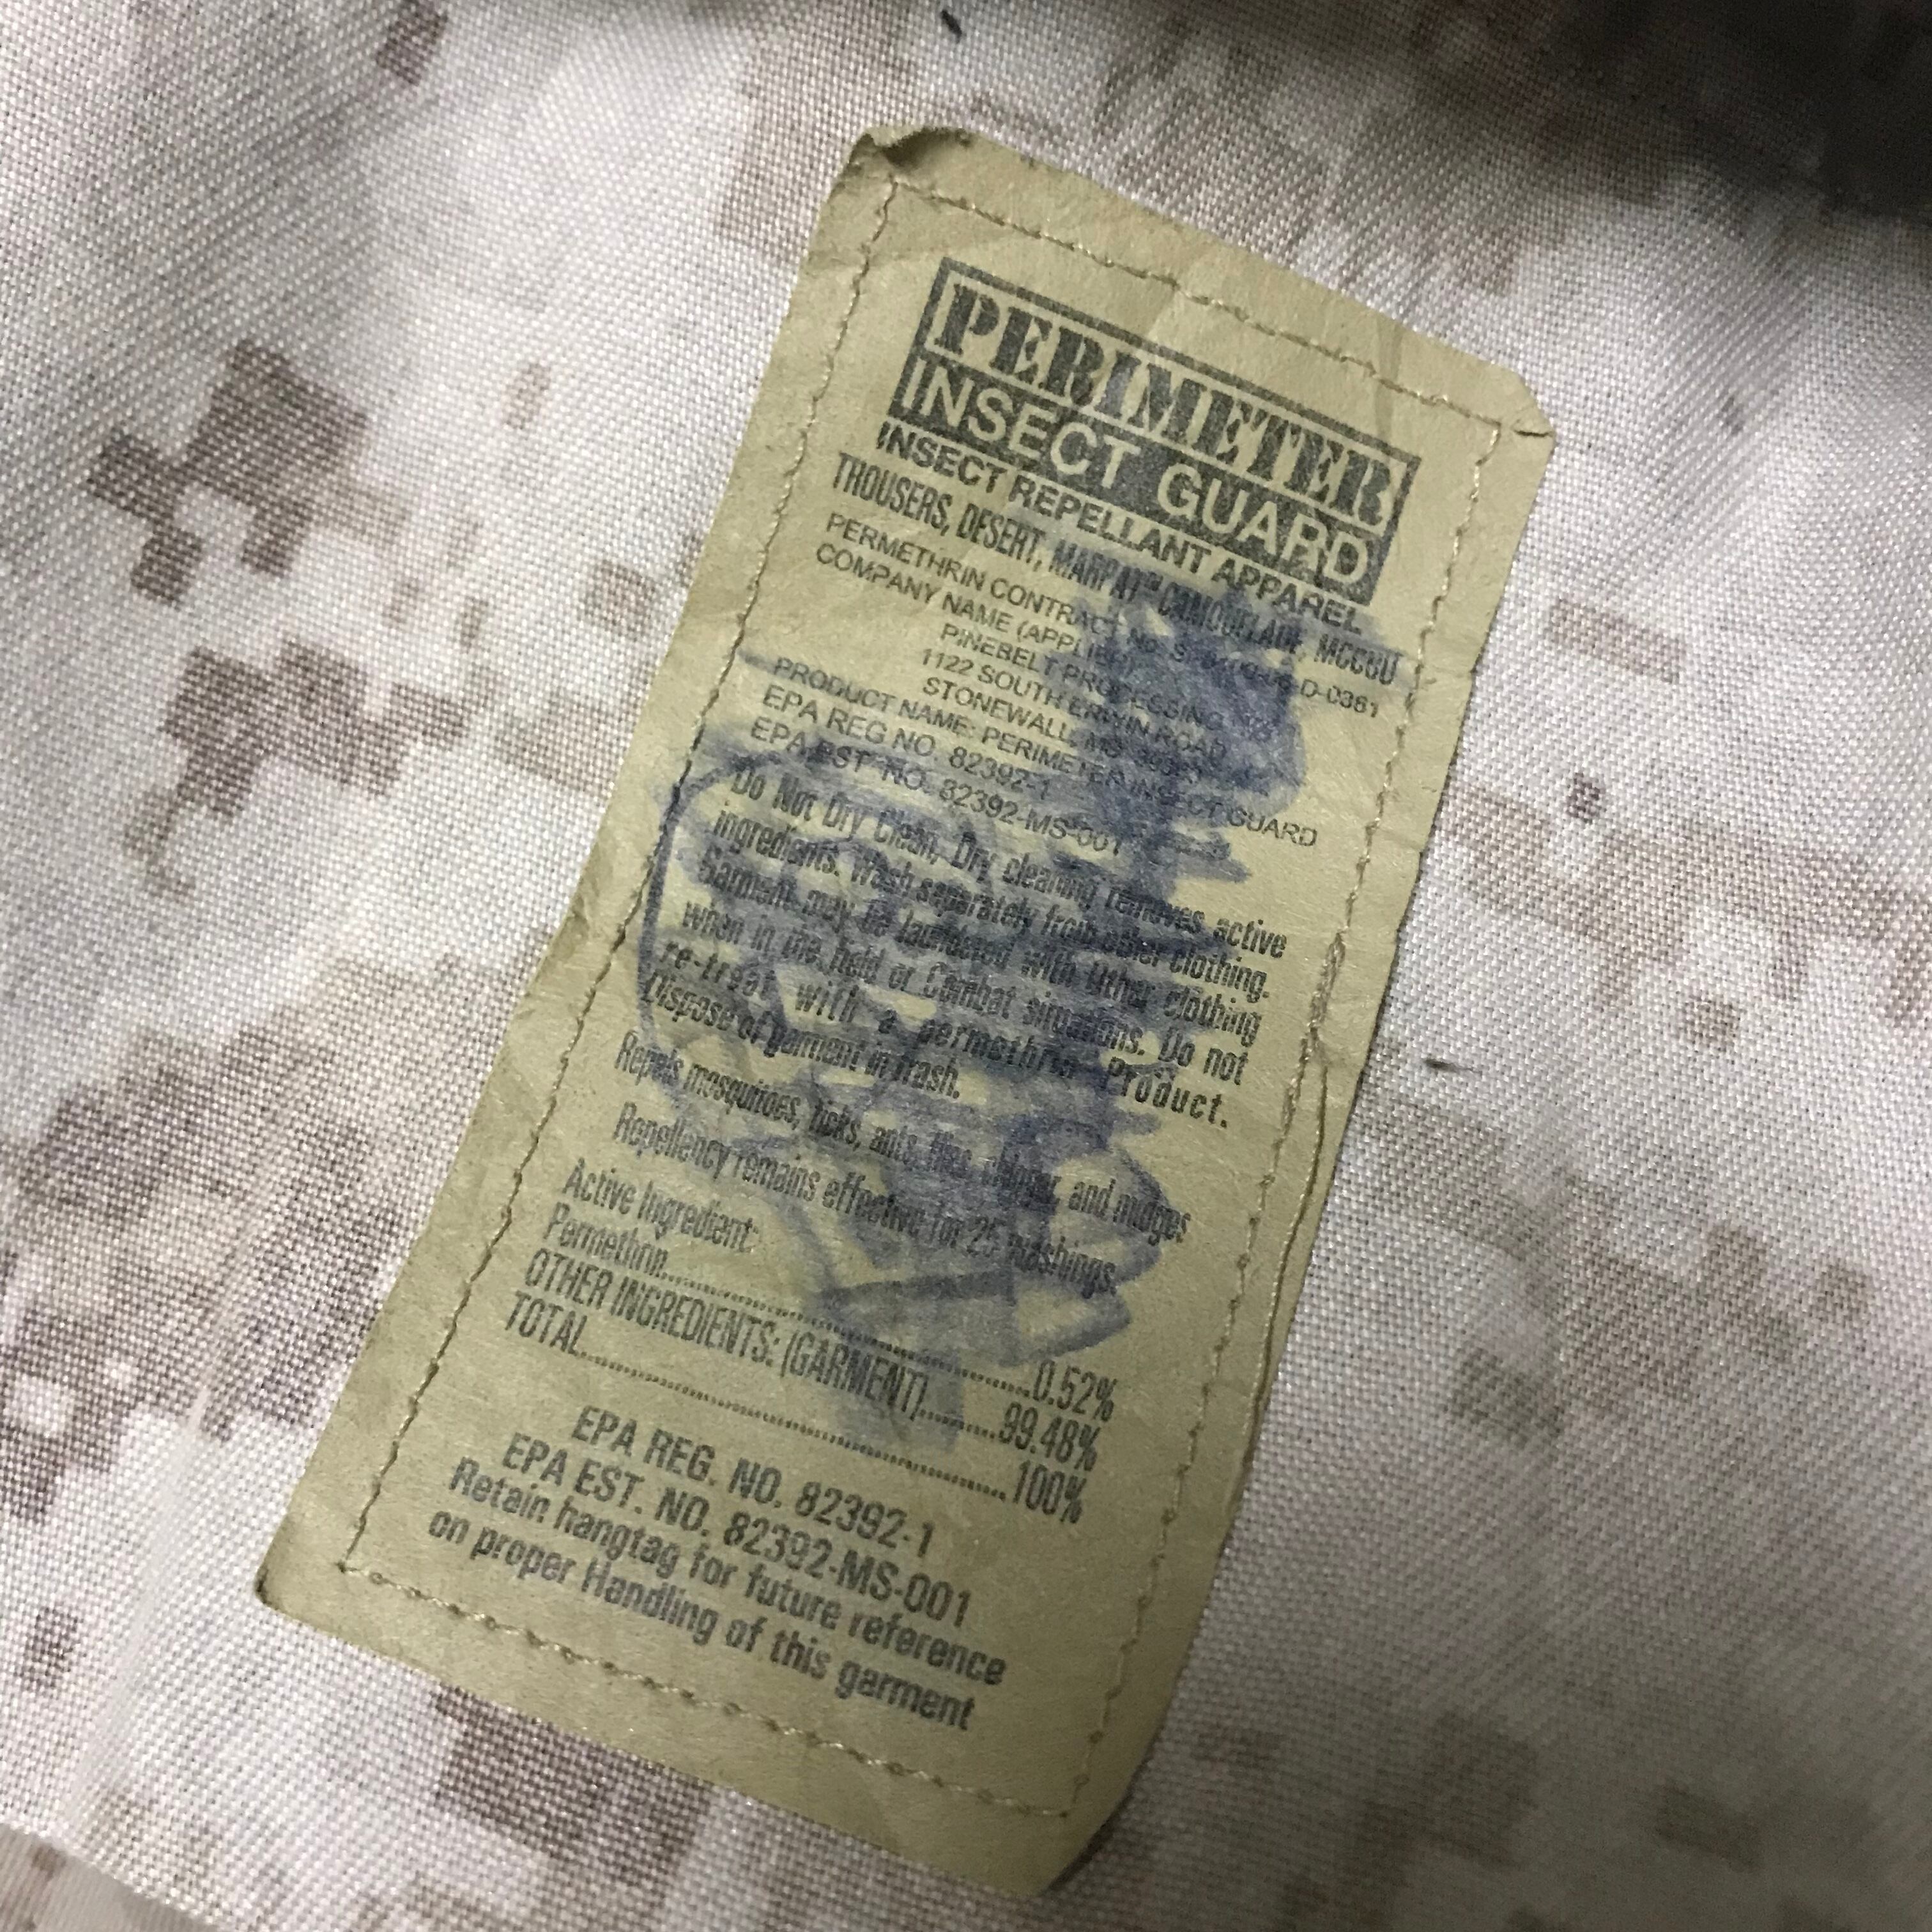 PERIMETER
INSECT GUARD
INSECT REPELLANT APPAREL
TROUSERS, DESERT, MARPAT™ CAMOUFLAGE, MCCUU
PERMETHRIN CONTRACT NO. D-0361
COMPANY NAME
PINEBELT PROCESSING
1122 SOUTH ERWIN ROAD
STONEWALL, MS
PRODUCT NAME: PERIMETER INSECT GUARD
EPA REG NO. 82392-1
EPA EST NO. 82392-MS-001
Do Not Dry Clean, Dry cleaning removes active
ingredients. Wash separately from other clothing.
Garment may be laundered with other clothing
when in the field or Combat situations. Do not
re-treat with a permethrin Product.
Dispose of garment in trash.
Repels mosquitoes, ticks, ants, flies, and midges
Repellency remains effective for 25 washings.
Active Ingredient:
Permethrin..............................0.52%
OTHER INGREDIENTS: (GARMENT).........99.48%
TOTAL..............................100%
EPA REG. NO. 82392-1
EPA EST. NO. 82392-MS-001
Retain hangtag for future reference
on proper Handling of this garment